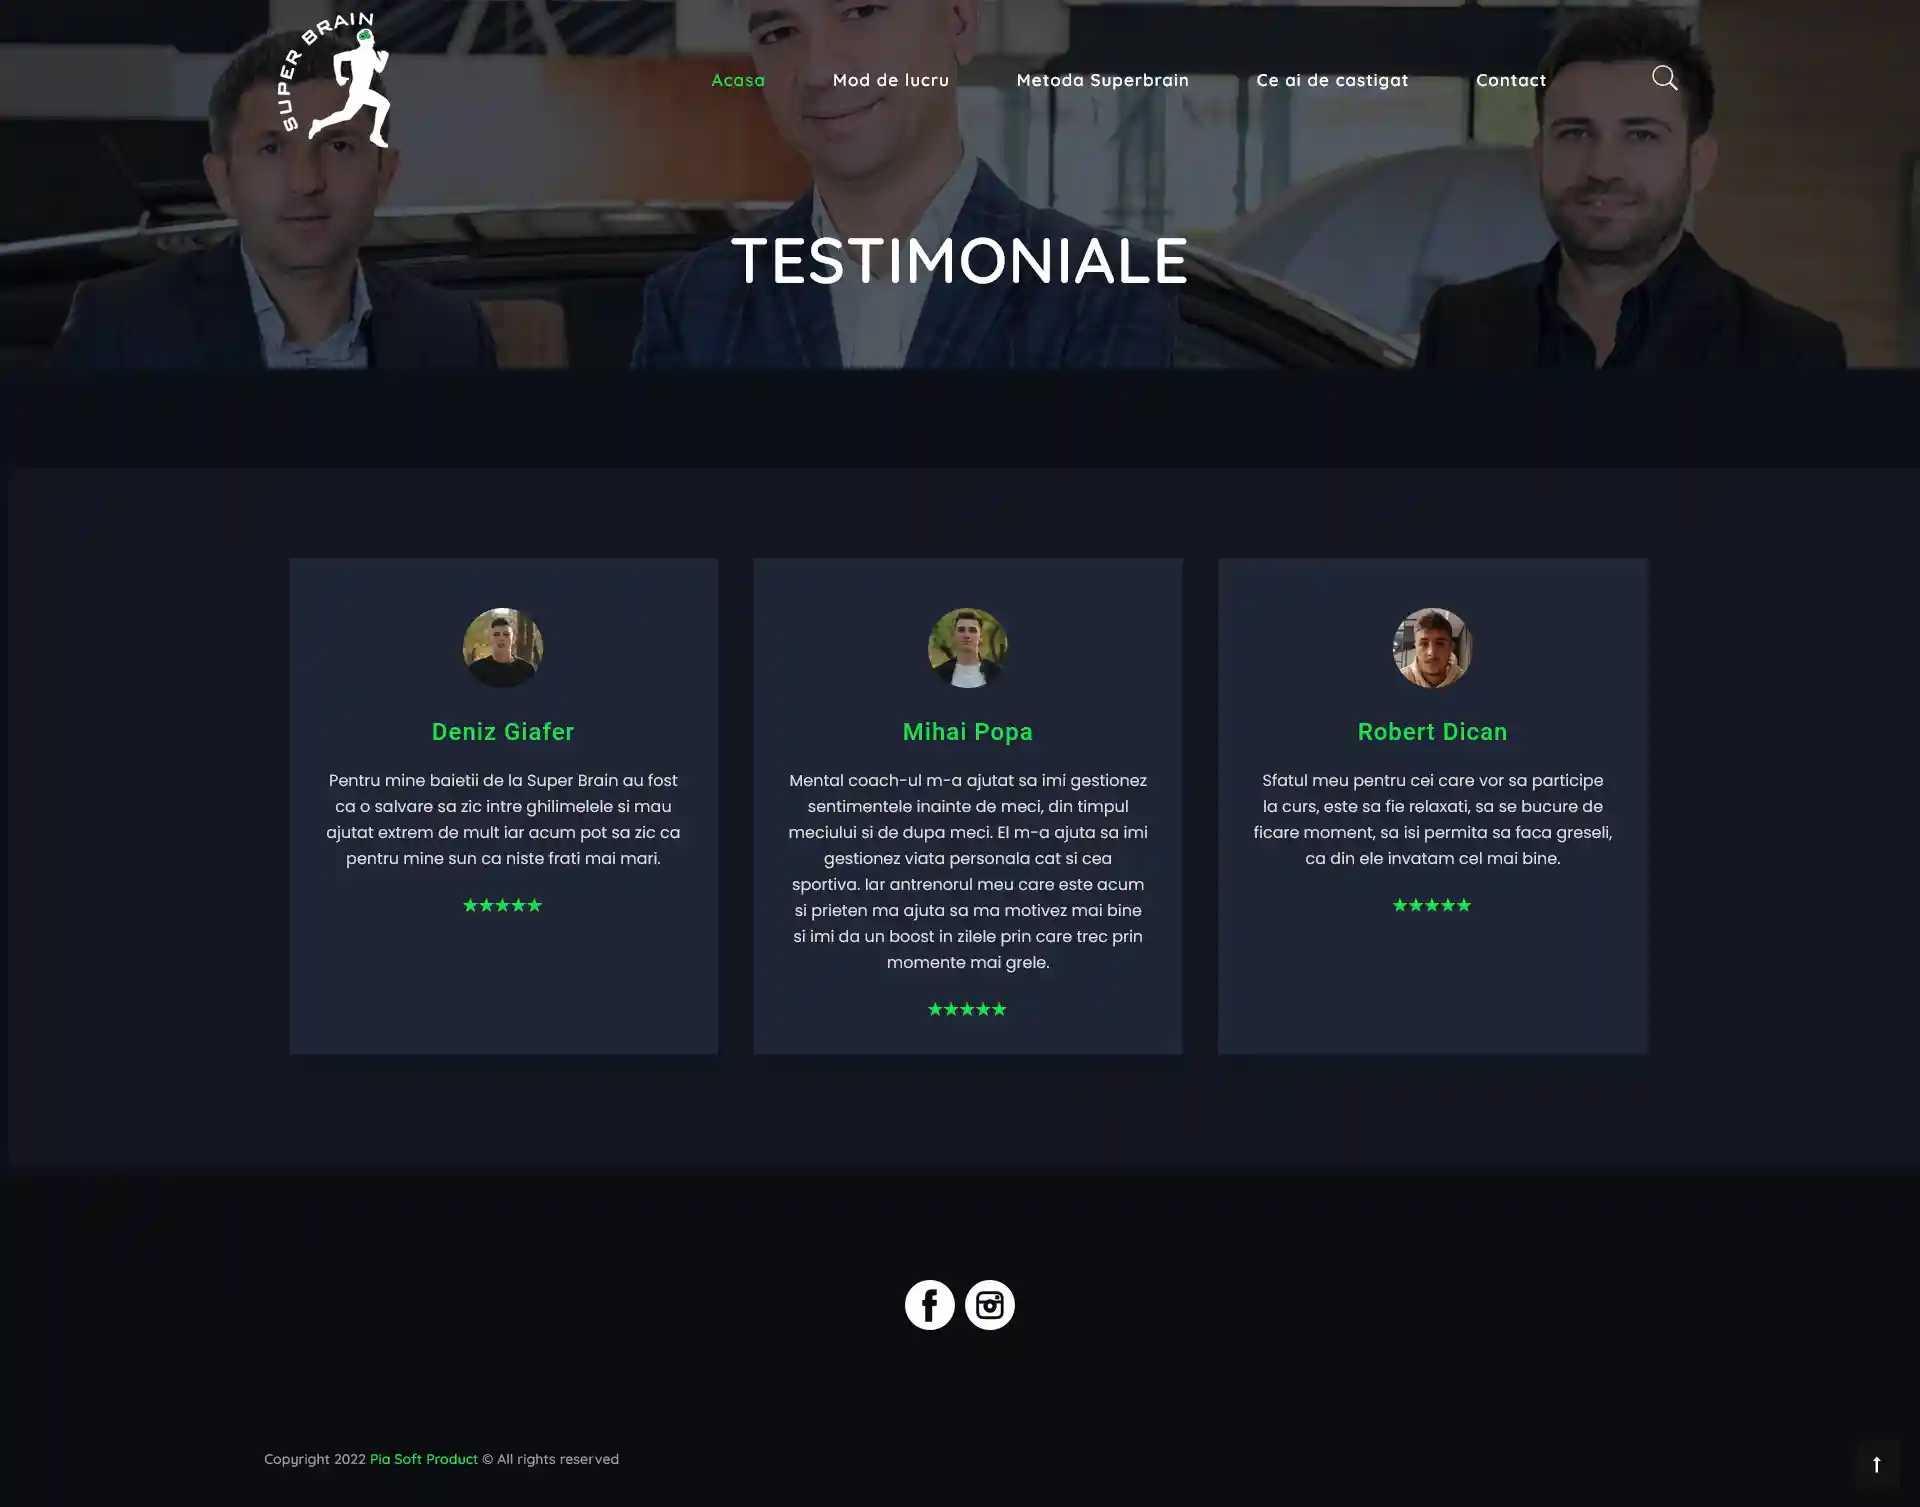 SUPER BRAIN
Acasa
Mod de lucru
Metoda Superbrain
Ce ai de castigat
Contact
TESTIMONIALE
Deniz Giafer
Pentru mine baietii de la Super Brain au fost
ca o salvare sa zic intre ghilimelele si mau
ajutat extrem de mult iar acum pot sa zic ca
pentru mine sun ca niste frati mai mari.
★★★★★
Mihai Popa
Mental coach-ul m-a ajutat sa imi gestionez
sentimentele inainte de meci, din timpul
meciului si de dupa meci. El m-a ajuta sa imi
gestionez viata personala cat si cea
sportiva. Iar antrenorul meu care este acum
si prieten ma ajuta sa ma motivez mai bine
si imi da un boost in zilele prin care trec prin
momente mai grele.
★★★★★
Robert Dican
Sfatul meu pentru cei care vor sa participe
la curs, este sa fie relaxati, sa se bucure de
ficare moment, sa isi permita sa faca greseli,
ca din ele invatam cel mai bine.
★★★★★
Copyright 2022 Pia Soft Product © All rights reserved